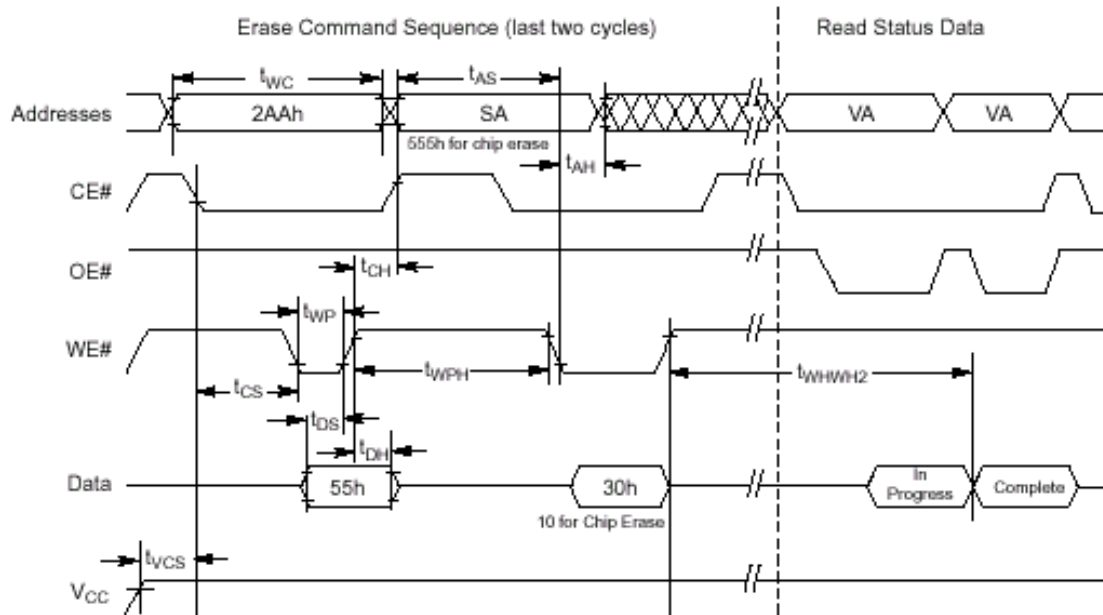 Erase Command Sequence (last two cycles)
Read Status Data
tWC
tAS
Addresses
2AAh
SA
VA
VA
555h for chip erase
tAH
CE#
OE#
tCH
tWP
WE#
tWPH
tWHWH2
tCS
tDS
tDH
Data
55h
30h
In
Progress
Complete
10 for Chip Erase
tVCS
VCC